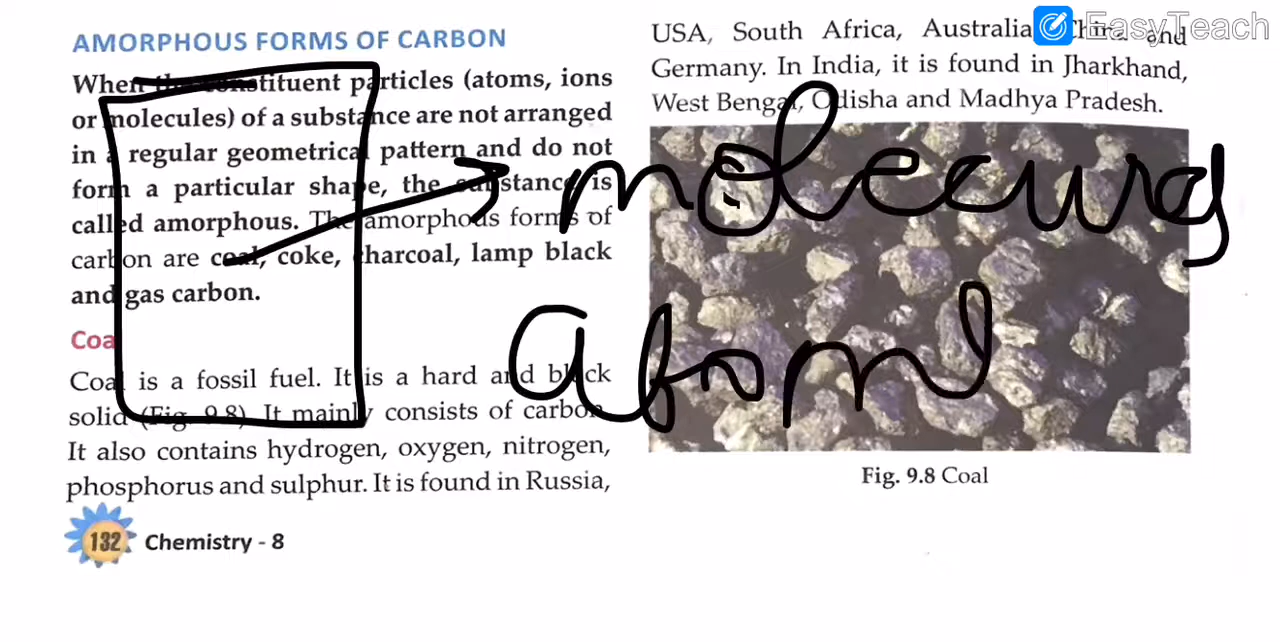 AMORPHOUS FORMS OF CARBON
When the constituent particles (atoms, ions
or molecules) of a substance are not arranged
in a regular geometrical pattern and do not
form a particular shape, the substance is
called amorphous. The amorphous forms of
carbon are coal, coke, charcoal, lamp black
and gas carbon.
Coal
Coal is a fossil fuel. It is a hard and black
solid (Fig. 9.8). It mainly consists of carbon.
It also contains hydrogen, oxygen, nitrogen,
phosphorus and sulphur. It is found in Russia,
132 Chemistry - 8
USA, South Africa, Australia, China and
Germany. In India, it is found in Jharkhand,
West Bengal, Odisha and Madhya Pradesh.
Fig. 9.8 Coal
EasyTeach